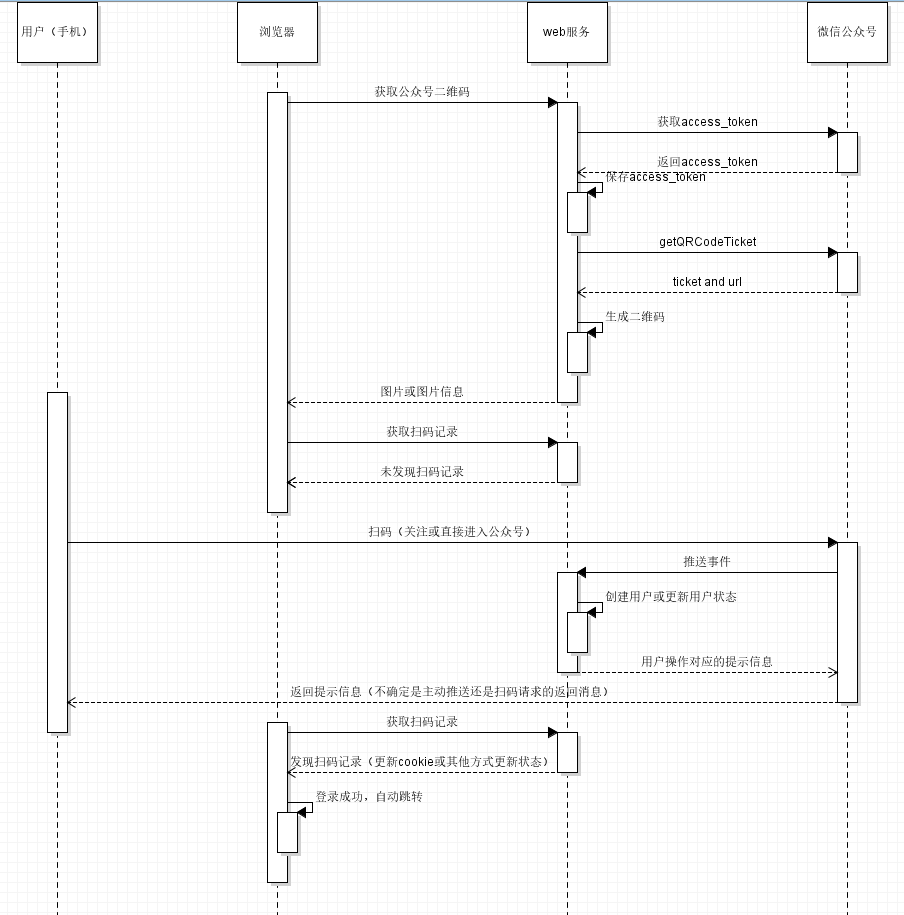 用户（手机）
浏览器
web服务
微信公众号
获取公众号二维码
获取access_token
返回access_token
保存access_token
getQRCodeTicket
ticket and url
生成二维码
图片或图片信息
获取扫码记录
未发现扫码记录
扫码（关注或直接进入公众号）
推送事件
创建用户或更新用户状态
用户操作对应的提示信息
返回提示信息（不确定是主动推送还是扫码请求的返回消息）
获取扫码记录
发现扫码记录（更新cookie或其他方式更新状态）
登录成功，自动跳转